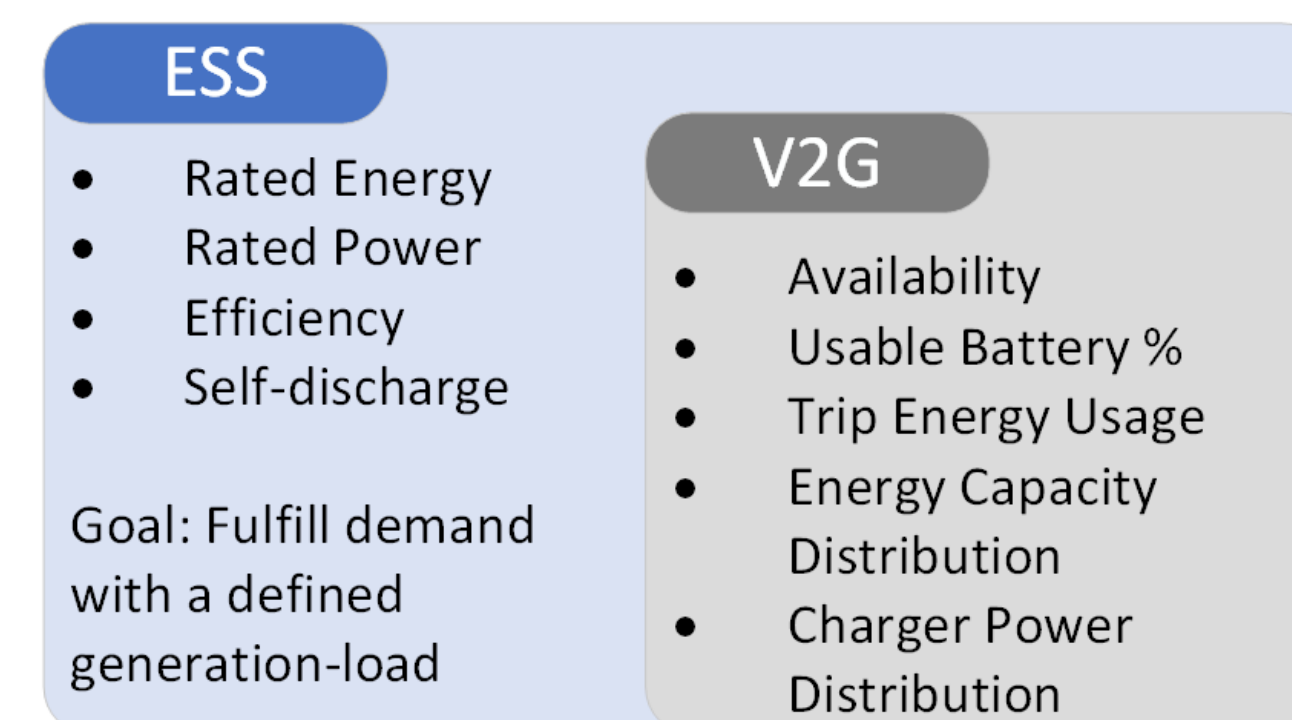 ESS
• Rated Energy
• Rated Power
• Efficiency
• Self-discharge
Goal: Fulfill demand
with a defined
generation-load
V2G
• Availability
• Usable Battery %
• Trip Energy Usage
• Energy Capacity
Distribution
• Charger Power
Distribution